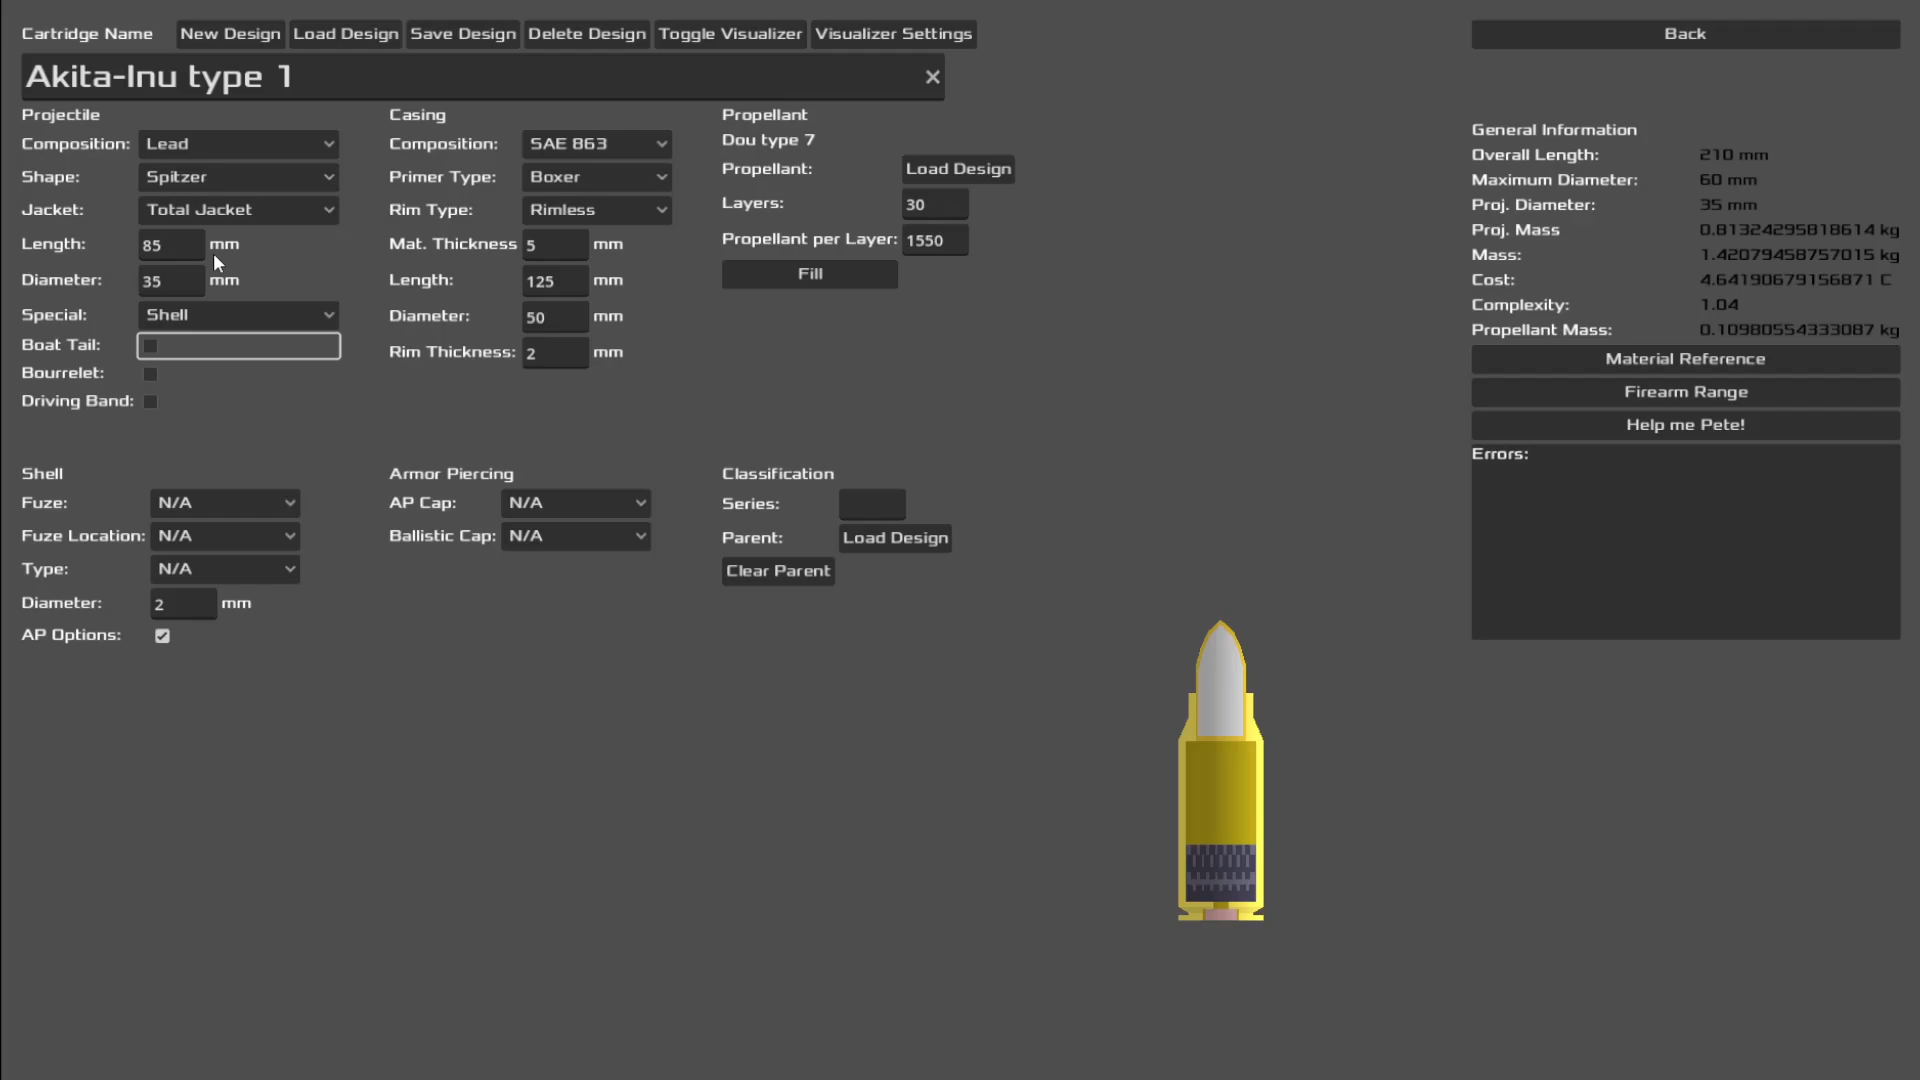 Cartridge Name New Design Load Design Save Design Delete Design Toggle Visualizer Visualizer Settings Back
Akita-Inu type 1 ×
Projectile
Composition: Lead
Shape: Spitzer
Jacket: Total Jacket
Length: 85 mm
Diameter: 35 mm
Special: Shell
Boat Tail:
Bourrelet:
Driving Band:
Casing
Composition: SAE 863
Primer Type: Boxer
Rim Type: Rimless
Mat. Thickness 5 mm
Length: 125 mm
Diameter: 50 mm
Rim Thickness: 2 mm
Propellant
Dou type 7
Propellant: Load Design
Layers: 30
Propellant per Layer: 1550
Fill
General Information
Overall Length: 210 mm
Maximum Diameter: 60 mm
Proj. Diameter: 35 mm
Proj. Mass 0.81324295818614 kg
Mass: 1.42079458757015 kg
Cost: 4.64190679156871 C
Complexity: 1.04
Propellant Mass: 0.10980554333087 kg
Material Reference
Firearm Range
Help me Pete!
Errors:
Shell
Fuze: N/A
Fuze Location: N/A
Type: N/A
Diameter: 2 mm
AP Options:
Armor Piercing
AP Cap: N/A
Ballistic Cap: N/A
Classification
Series:
Parent: Load Design
Clear Parent